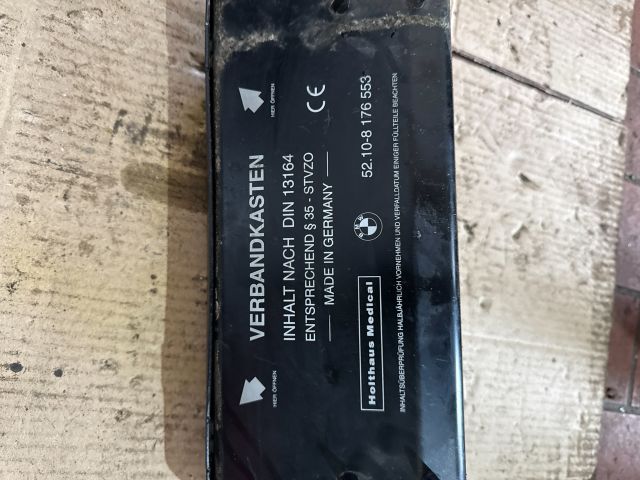 HIER ÖFFNEN
HIER ÖFFNEN
VERBANDKASTEN
INHALT NACH DIN 13164
ENTSPRECHEND § 35 - STVZO
MADE IN GERMANY
CE
Holthaus Medical
BMW
52.10-8 176 553
INHALTSÜBERPRÜFUNG HALBJÄHRLICH VORNEHMEN UND VERFALLDATUM EINIGER FÜLLTEILE BEACHTEN